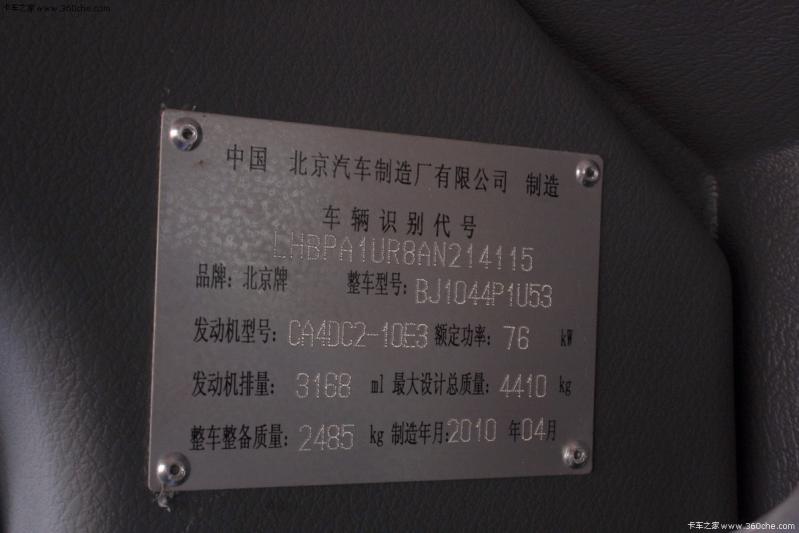 卡车之家 www.360che.com
中国 北京汽车制造厂有限公司 制造
车辆识别代号
LHBPA1UR8AN214115
品牌：北京牌 整车型号：BJ1044P1U53
发动机型号：CA4DC2-10E3 额定功率：76 kW
发动机排量：3168 ml 最大设计总质量：4410 kg
整车整备质量：2485 kg 制造年月：2010 年04月
卡车之家 www.360che.com